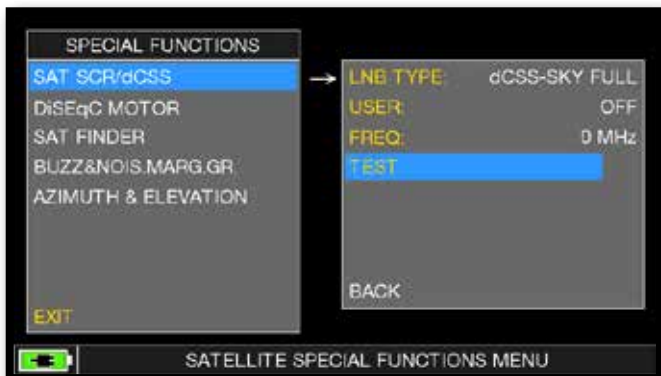 SPECIAL FUNCTIONS
SAT SCR/dCSS
DiSEqC MOTOR
SAT FINDER
BUZZ&NOIS.MARG.GR
AZIMUTH & ELEVATION
EXIT
→ LNB TYPE: dCSS-SKY FULL
USER: OFF
FREQ: 0 MHz
TEST
BACK
SATELLITE SPECIAL FUNCTIONS MENU